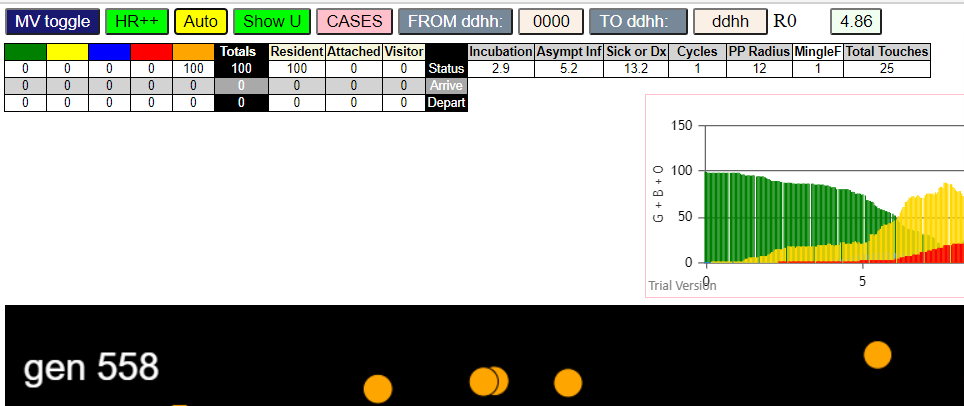 MV toggle HR++ Auto Show U CASES FROM ddhh: 0000 TO ddhh: ddhh R0 4.86
Totals Resident Attached Visitor Incubation Asympt Inf Sick or Dx Cycles PP Radius MingleF Total Touches
0 0 0 0 100 100 100 0 0 Status 2.9 5.2 13.2 1 12 1 25
0 0 0 0 0 0 0 0 0 Arrive
0 0 0 0 0 0 0 0 0 Depart
150
100
50
0
G + B + O
0 5
Trial Version
gen 558